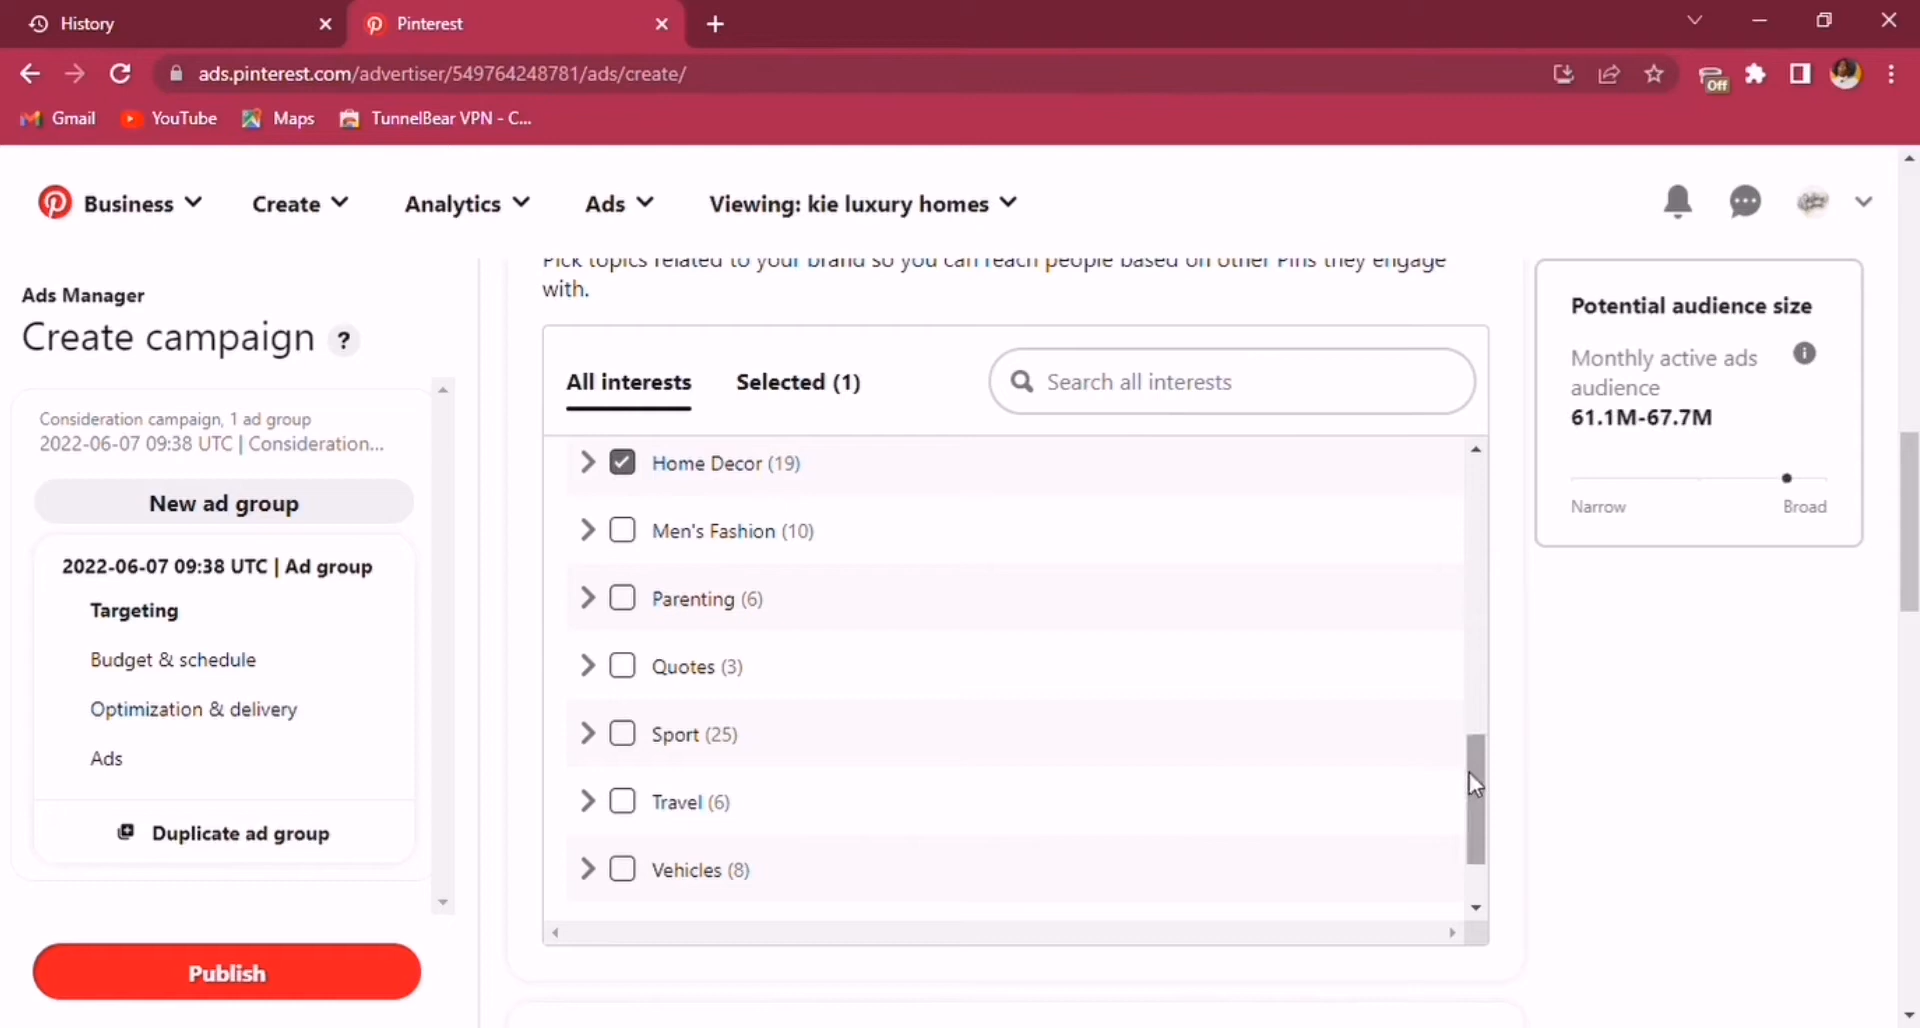 History
Pinterest
ads.pinterest.com/advertiser/549764248781/ads/create/
Off
Gmail
YouTube
Maps
TunnelBear VPN - C...
Business
Create
Analytics
Ads
Viewing: kie luxury homes
Ads Manager
Create campaign ?
Consideration campaign, 1 ad group
2022-06-07 09:38 UTC | Consideration...
New ad group
2022-06-07 09:38 UTC | Ad group
Targeting
Budget & schedule
Optimization & delivery
Ads
Duplicate ad group
Publish
Pick topics related to your brand so you can reach people based on other Pins they engage
with.
All interests
Selected (1)
Search all interests
Home Decor (19)
Men's Fashion (10)
Parenting (6)
Quotes (3)
Sport (25)
Travel (6)
Vehicles (8)
Potential audience size
Monthly active ads
audience
61.1M-67.7M
Narrow
Broad